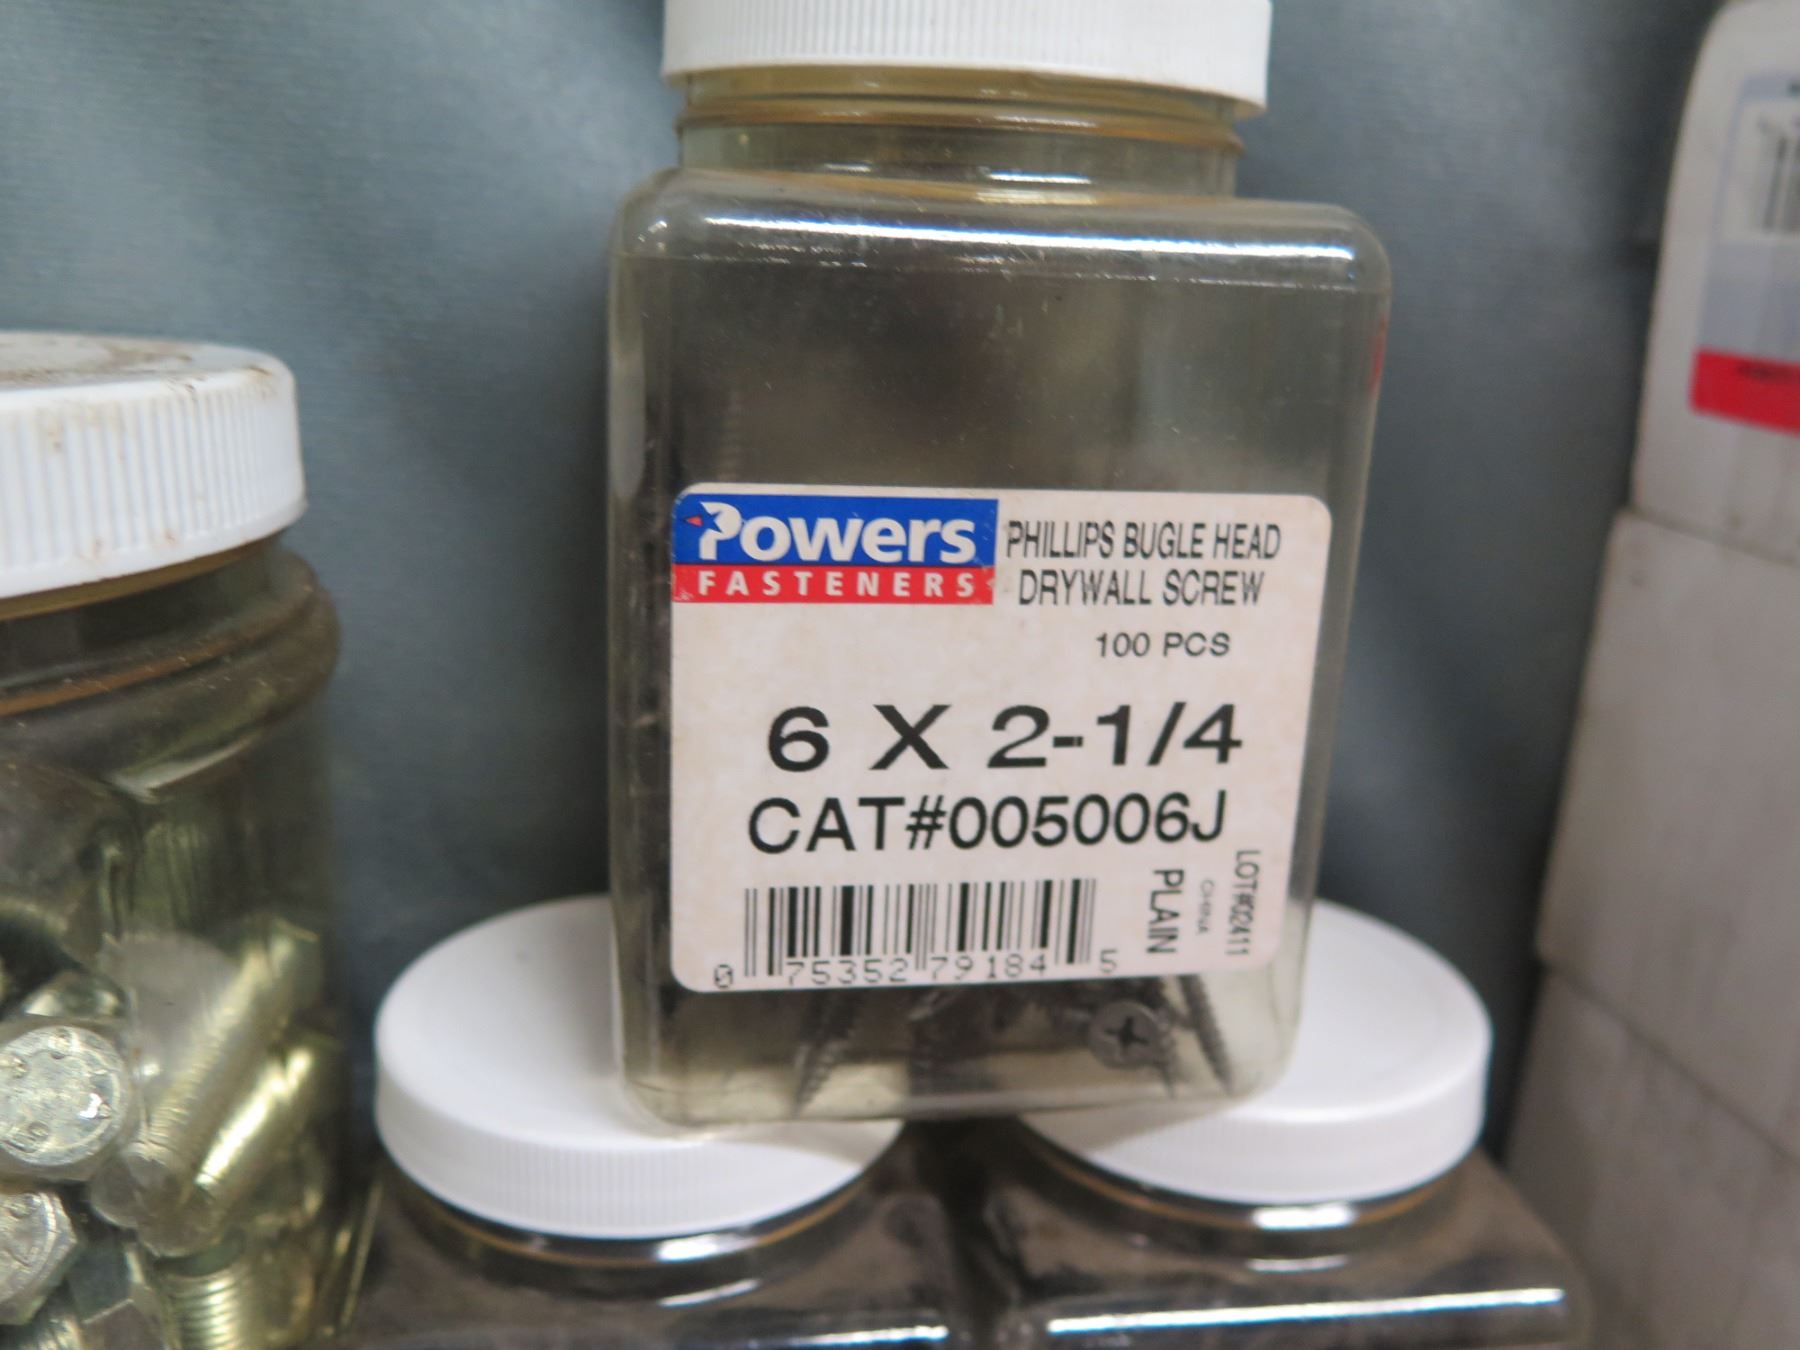 Powers
FASTENERS
PHILLIPS BUGLE HEAD
DRYWALL SCREW
100 PCS
6 X 2-1/4
CAT#005006J
0 75352 79184 5
PLAIN
CHINA
LOT#02411